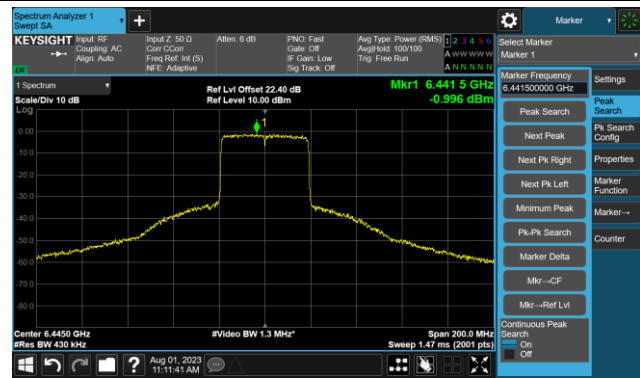 Spectrum Analyzer 1
Swept SA
Marker
KEYSIGHT
Input: RF
Coupling: AC
Align: Auto
Input Z: 50 Ω
Corr CCorr
Freq Ref: Int (S)
NFE: Adaptive
Atten: 6 dB
PNO: Fast
Gate: Off
IF Gain: Low
Sig Track: Off
Avg Type: Power (RMS)
Avg|Hold: 100/100
Trig: Free Run
1 2 3 4 5 6
A W W W W W
A N N N N N
Select Marker
Marker 1
1 Spectrum
Scale/Div 10 dB
Log
Ref Lvl Offset 22.40 dB
Ref Level 10.00 dBm
Mkr1 6.441 5 GHz
-0.996 dBm
1
0.00
-10.0
-20.0
-30.0
-40.0
-50.0
-60.0
-70.0
-80.0
Center 6.4450 GHz
#Res BW 430 kHz
#Video BW 1.3 MHz*
Span 200.0 MHz
Sweep 1.47 ms (2001 pts)
Marker Frequency
6.441500000 GHz
Peak Search
Next Peak
Next Pk Right
Next Pk Left
Minimum Peak
Pk-Pk Search
Marker Delta
Mkr→CF
Mkr→Ref Lvl
Continuous Peak
Search
On
Off
Settings
Peak
Search
Pk Search
Config
Properties
Marker
Function
Marker→
Counter
Aug 01, 2023
11:11:41 AM